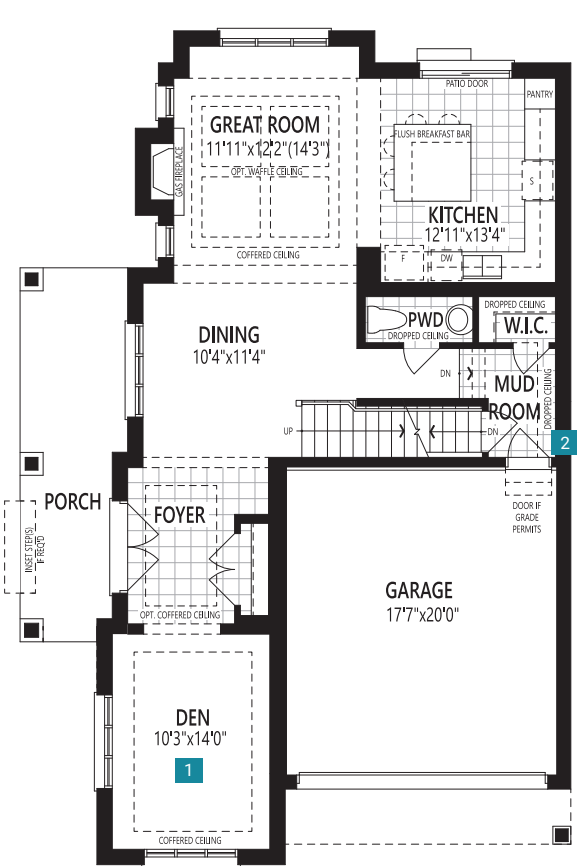 PATIO DOOR
PANTRY
GREAT ROOM
11'11"x12'2"(14'3")
OPT. WAFFLE CEILING
GAS FIREPLACE
COFFERED CEILING
FLUSH BREAKFAST BAR
S
KITCHEN
12'11"x13'4"
F
DW
DROPPED CEILING
W.I.C.
PWD
DROPPED CEILING
DINING
10'4"x11'4"
DN
MUD
ROOM
DROPPED CEILING
UP
DN
2
PORCH
INSET STEP(S)
IF REQ'D
FOYER
OPT. COFFERED CEILING
DOOR IF
GRADE
PERMITS
GARAGE
17'7"x20'0"
DEN
10'3"x14'0"
1
COFFERED CEILING